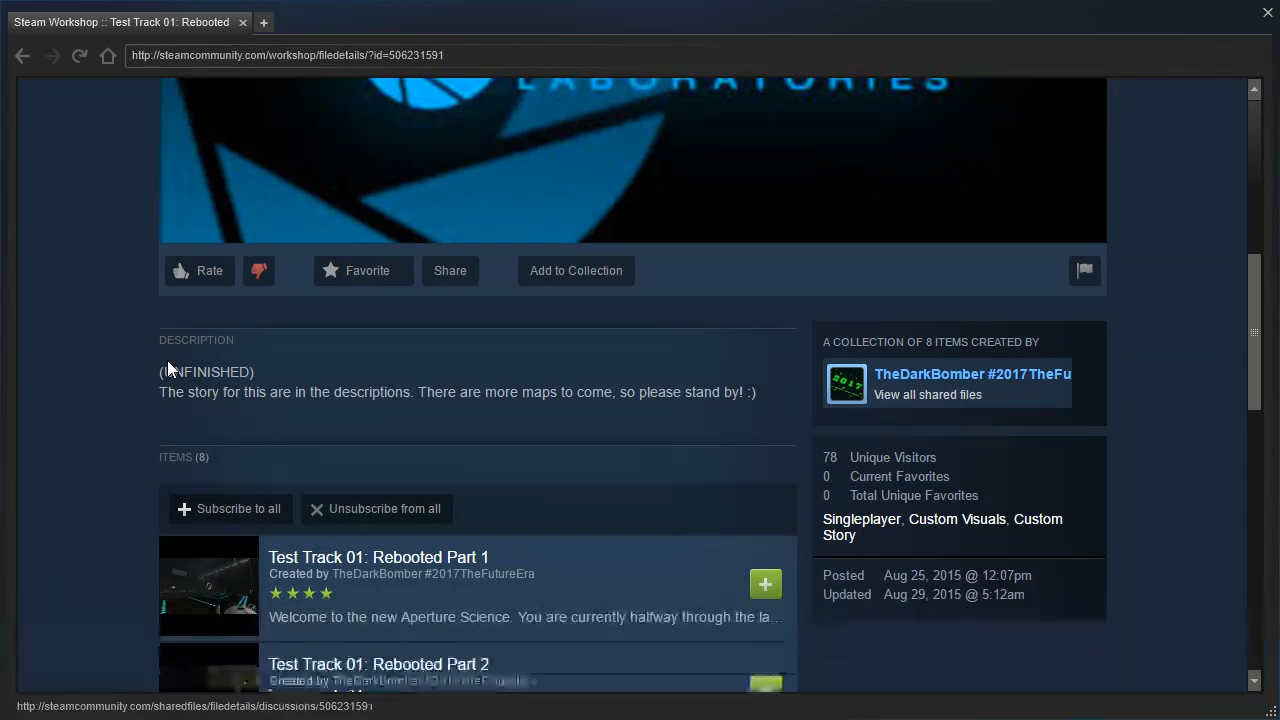 Steam Workshop :: Test Track 01: Rebooted
http://steamcommunity.com/workshop/filedetails/?id=506231591
LABORATORIES
Rate
Favorite
Share
Add to Collection
DESCRIPTION
(UNFINISHED)
The story for this are in the descriptions. There are more maps to come, so please stand by! :)
A COLLECTION OF 8 ITEMS CREATED BY
TheDarkBomber #2017TheFu
View all shared files
2017
78 Unique Visitors
0 Current Favorites
0 Total Unique Favorites
Singleplayer, Custom Visuals, Custom
Story
Posted Aug 25, 2015 @ 12:07pm
Updated Aug 29, 2015 @ 5:12am
ITEMS (8)
Subscribe to all
Unsubscribe from all
Test Track 01: Rebooted Part 1
Created by TheDarkBomber #2017TheFutureEra
Welcome to the new Aperture Science. You are currently halfway through the la...
Test Track 01: Rebooted Part 2
http://steamcommunity.com/sharedfiles/filedetails/discussions/506231591